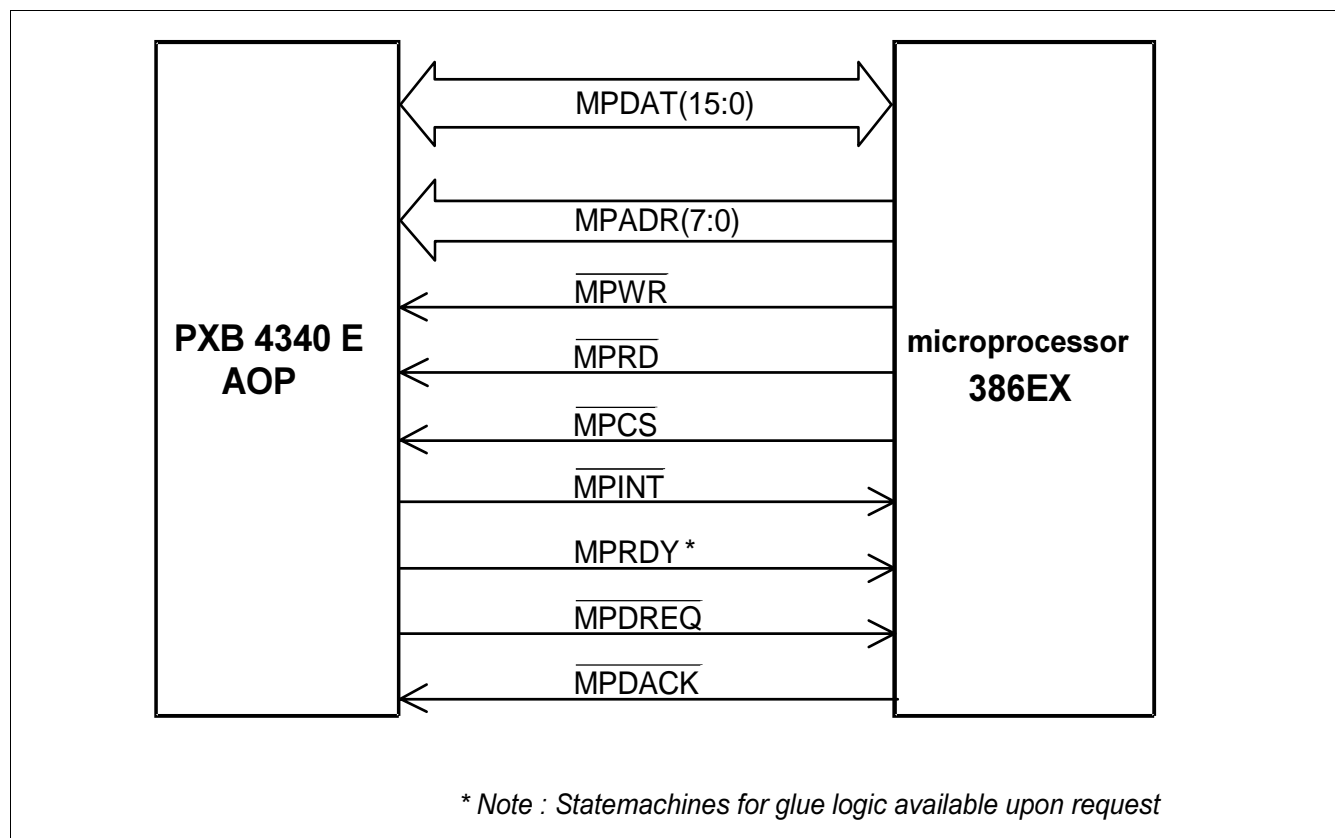 MPDAT(15:0)
MPADR(7:0)
MPWR
MPRD
MPCS
MPINT
MPRDY *
MPDREQ
MPDACK
PXB 4340 E
AOP
microprocessor
386EX
* Note : Statemachines for glue logic available upon request